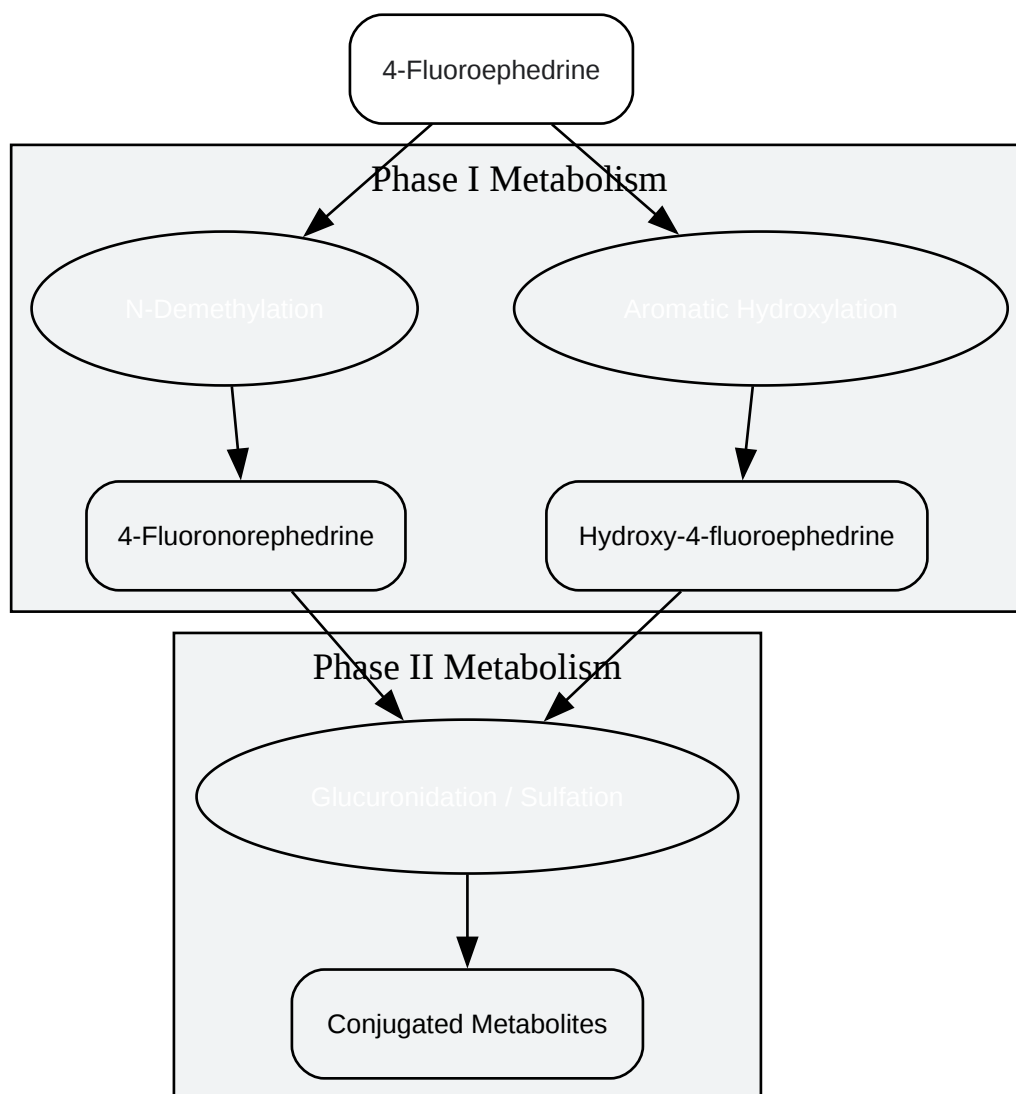 4-Fluoroephedrine
Phase I Metabolism
N-Demethylation
Aromatic Hydroxylation
4-Fluoronorephedrine
Hydroxy-4-fluoroephedrine
Phase II Metabolism
Glucuronidation / Sulfation
Conjugated Metabolites